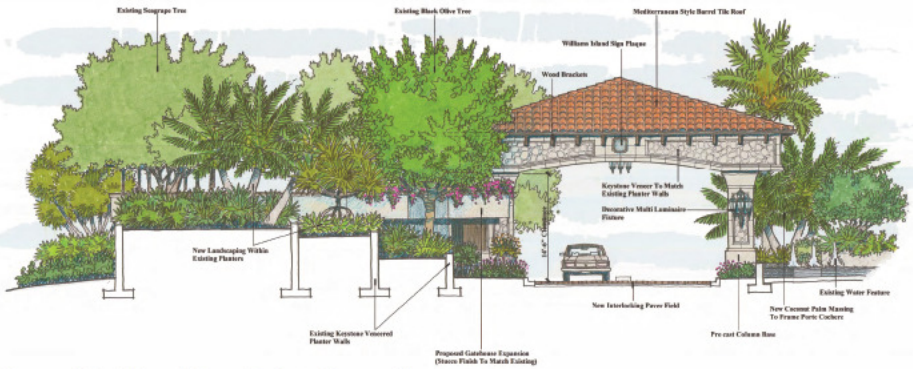 Existing Seagrape Tree
Existing Black Olive Tree
Mediterranean Style Barrel Tile Roof
Williams Island Sign Plaque
Wood Brackets
Keystone Veneer To Match
Existing Planter Walls
Decorative Multi Luminaire
Fixture
14'-6" Clear
New Landscaping Within
Existing Planters
Existing Water Feature
New Interlocking Paver Field
New Coconut Palm Massing
To Frame Porte Cochere
Existing Keystone Veneered
Planter Walls
Pre cast Column Base
Proposed Gatehouse Expansion
(Stucco Finish To Match Existing)